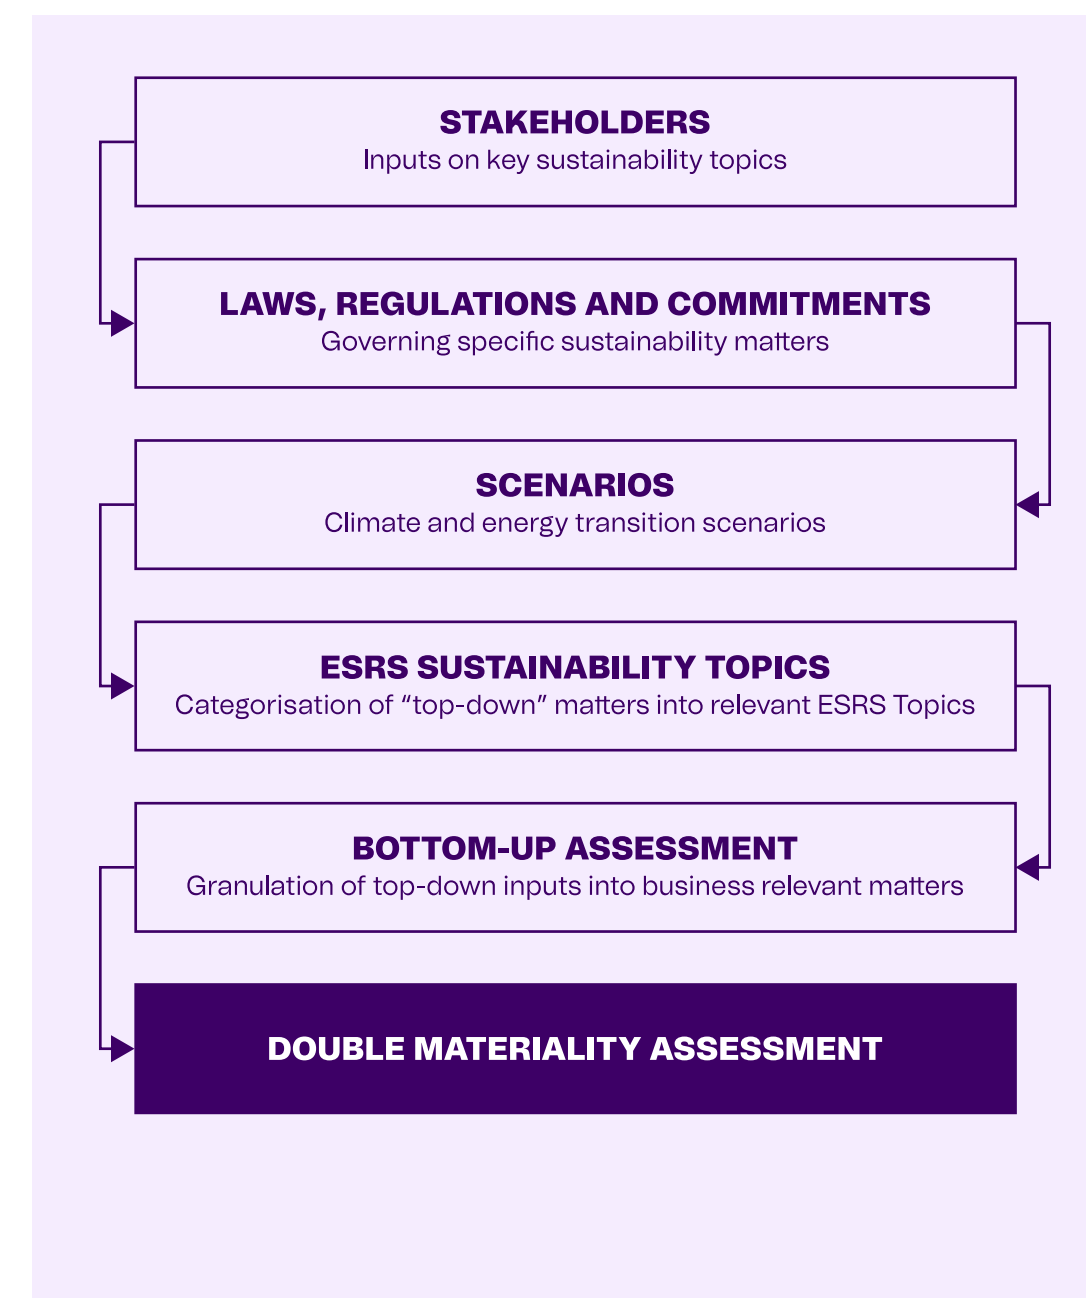 STAKEHOLDERS
Inputs on key sustainability topics
LAWS, REGULATIONS AND COMMITMENTS
Governing specific sustainability matters
SCENARIOS
Climate and energy transition scenarios
ESRS SUSTAINABILITY TOPICS
Categorisation of “top-down” matters into relevant ESRS Topics
BOTTOM-UP ASSESSMENT
Granulation of top-down inputs into business relevant matters
DOUBLE MATERIALITY ASSESSMENT